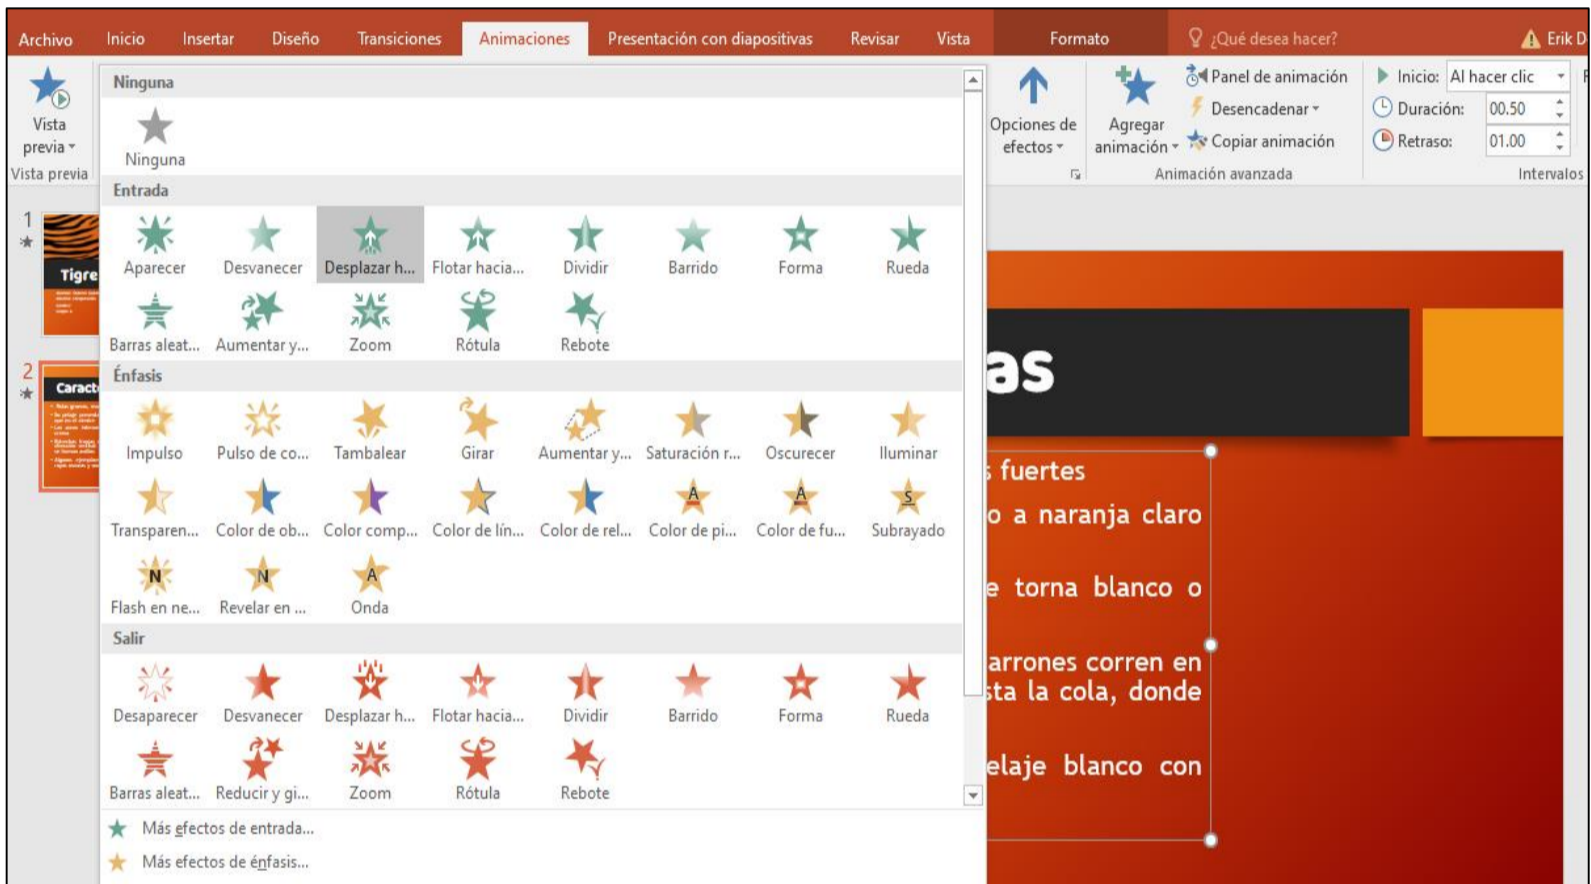 Archivo Inicio Insertar Diseño Transiciones Animaciones Presentación con diapositivas Revisar Vista Formato ¿Qué desea hacer? Erik D
Vista
previa
Vista previa
Ninguna
Ninguna
Entrada
Aparecer Desvanecer Desplazar h... Flotar hacia... Dividir Barrido Forma Rueda
Barras aleat... Aumentar y... Zoom Rótula Rebote
Énfasis
Impulso Pulso de co... Tambalear Girar Aumentar y... Saturación r... Oscurecer Iluminar
Transparen... Color de ob... Color comp... Color de lín... Color de rel... Color de pi... Color de fu... Subrayado
Flash en ne... Revelar en ... Onda
Salir
Desaparecer Desvanecer Desplazar h... Flotar hacia... Dividir Barrido Forma Rueda
Barras aleat... Reducir y gi... Zoom Rótula Rebote
Más efectos de entrada...
Más efectos de énfasis...
Opciones de
efectos
Agregar
animación
Panel de animación
Desencadenar
Copiar animación
Animación avanzada
Inicio: Al hacer clic
Duración: 00.50
Retraso: 01.00
Intervalos
1
Tigre
2
Caract
as
s fuertes
o a naranja claro
e torna blanco o
arrones corren en
sta la cola, donde
elaje blanco con